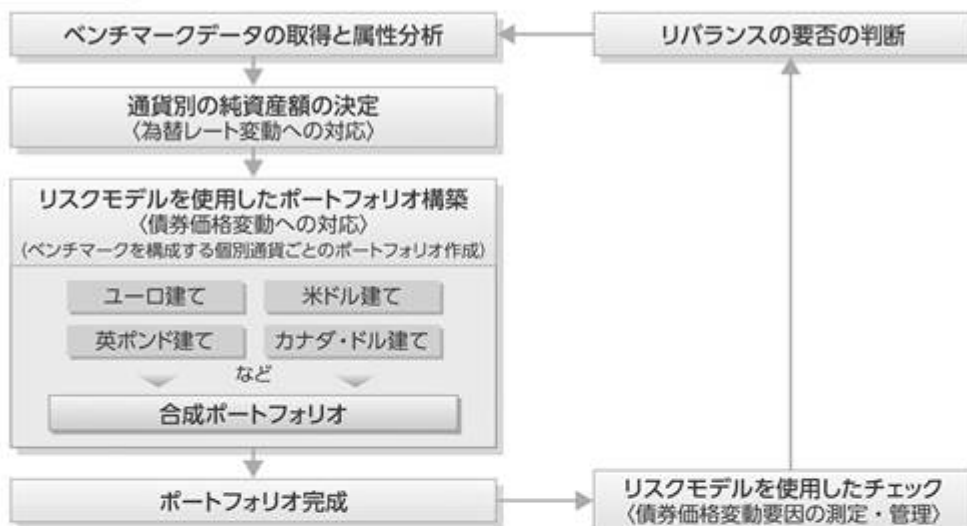 ベンチマークデータの取得と属性分析
リバランスの要否の判断
通貨別の純資産額の決定
〈為替レート変動への対応〉
リスクモデルを使用したポートフォリオ構築
〈債券価格変動への対応〉
(ベンチマークを構成する個別通貨ごとのポートフォリオ作成)
ユーロ建て
米ドル建て
英ポンド建て
カナダ・ドル建て
など
合成ポートフォリオ
ポートフォリオ完成
リスクモデルを使用したチェック
〈債券価格変動要因の測定・管理〉